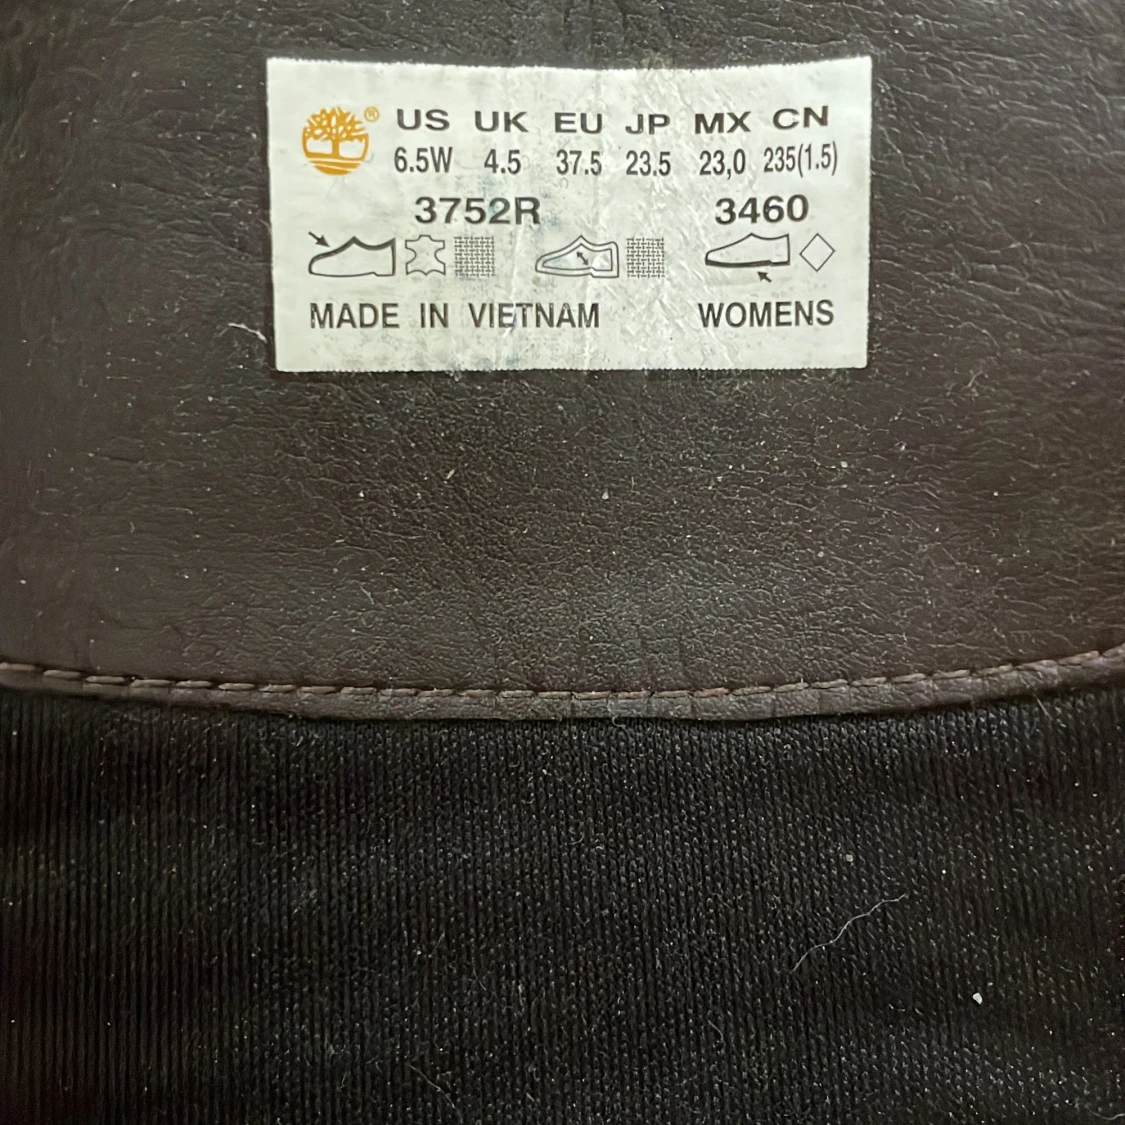 ® US UK EU JP MX CN
6.5W 4.5 37.5 23.5 23,0 235(1.5)
3752R 3460
MADE IN VIETNAM WOMENS